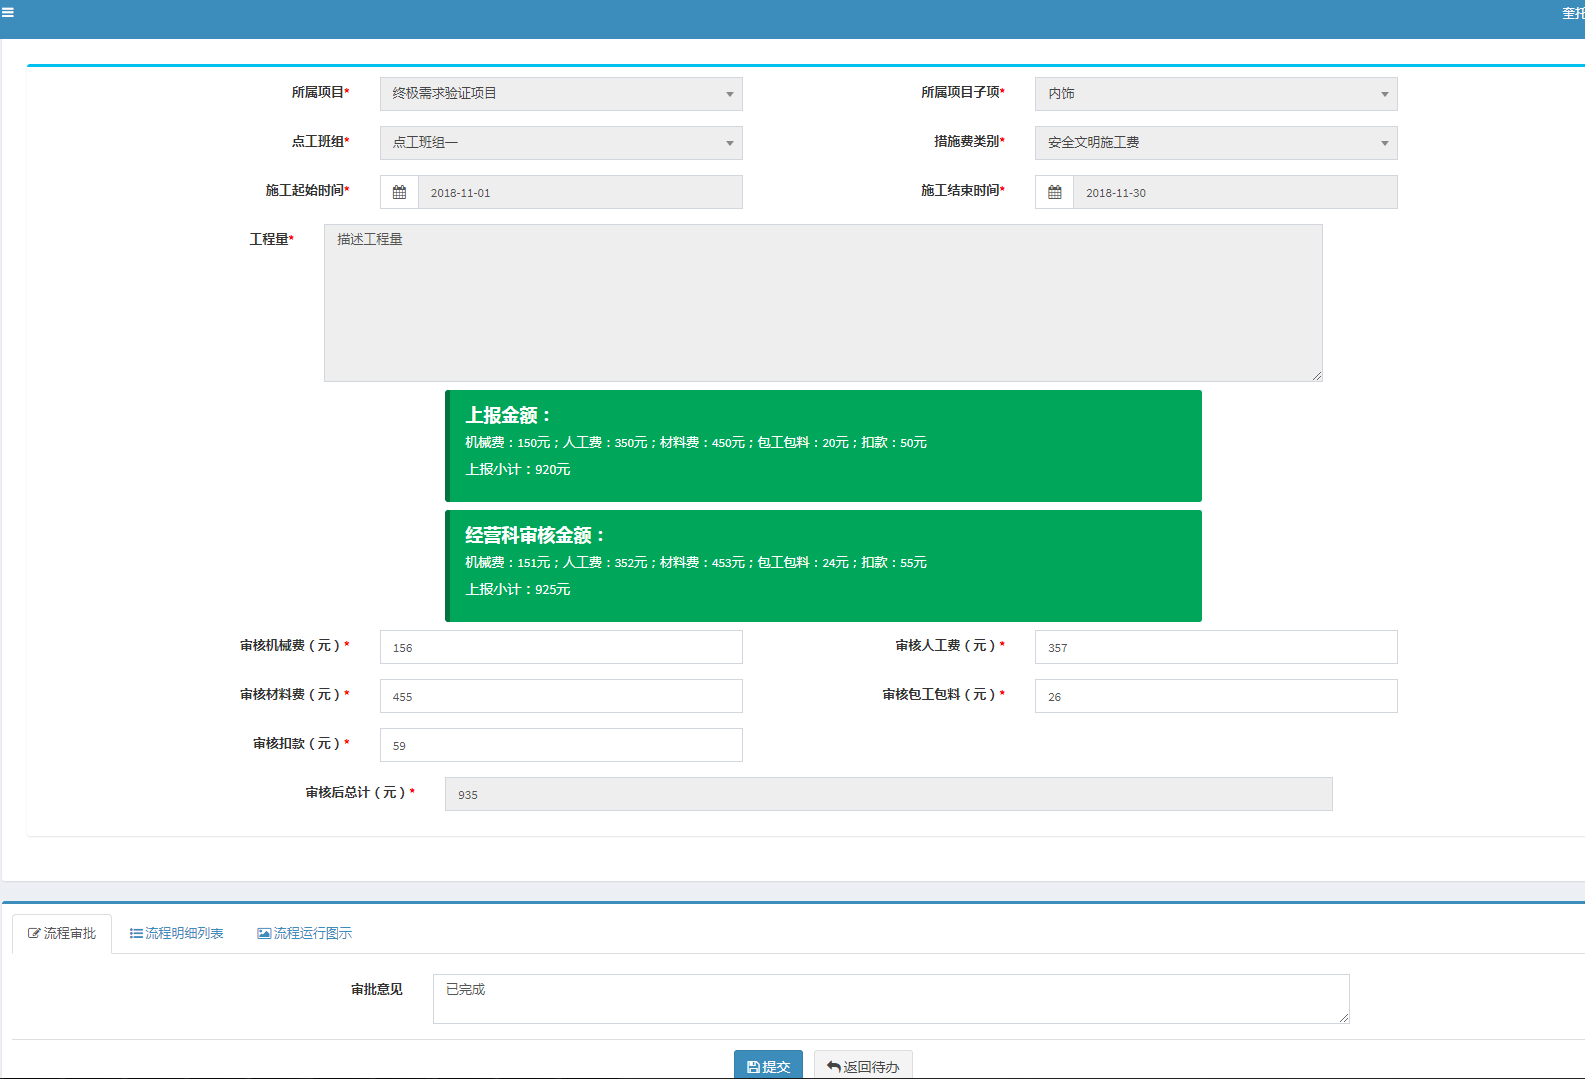 奎托
所属项目* 终极需求验证项目 所属项目子项* 内饰
点工班组* 点工班组一 措施费类别* 安全文明施工费
施工起始时间* 2018-11-01 施工结束时间* 2018-11-30
工程量* 描述工程量
上报金额：
机械费：150元；人工费：350元；材料费：450元；包工包料：20元；扣款：50元
上报小计：920元
经营科审核金额：
机械费：151元；人工费：352元；材料费：453元；包工包料：24元；扣款：55元
上报小计：925元
审核机械费（元）* 156 审核人工费（元）* 357
审核材料费（元）* 455 审核包工包料（元）* 26
审核扣款（元）* 59
审核后总计（元）* 935
流程审批 流程明细列表 流程运行图示
审批意见 已完成
提交 返回待办